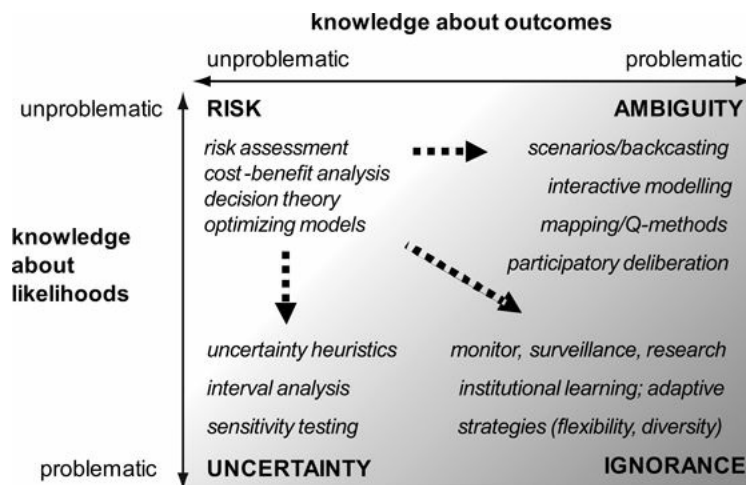 knowledge about outcomes
unproblematic
problematic
unproblematic
RISK
AMBIGUITY
risk assessment
cost-benefit analysis
decision theory
optimizing models
scenarios/backcasting
interactive modelling
mapping/Q-methods
participatory deliberation
knowledge
about
likelihoods
uncertainty heuristics
interval analysis
sensitivity testing
monitor, surveillance, research
institutional learning; adaptive
strategies (flexibility, diversity)
problematic
UNCERTAINTY
IGNORANCE